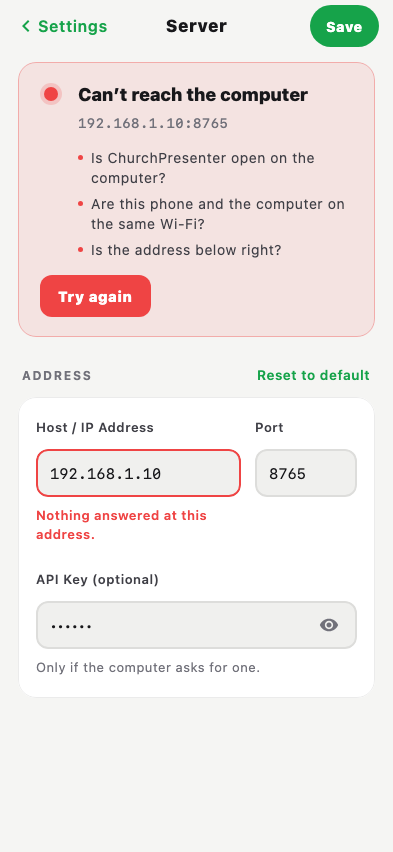 Settings
Server
Save
Can’t reach the computer
192.168.1.10:8765
Is ChurchPresenter open on the
computer?
Are this phone and the computer on
the same Wi-Fi?
Is the address below right?
Try again
ADDRESS
Reset to default
Host / IP Address
Port
192.168.1.10
8765
Nothing answered at this
address.
API Key (optional)
••••••
Only if the computer asks for one.